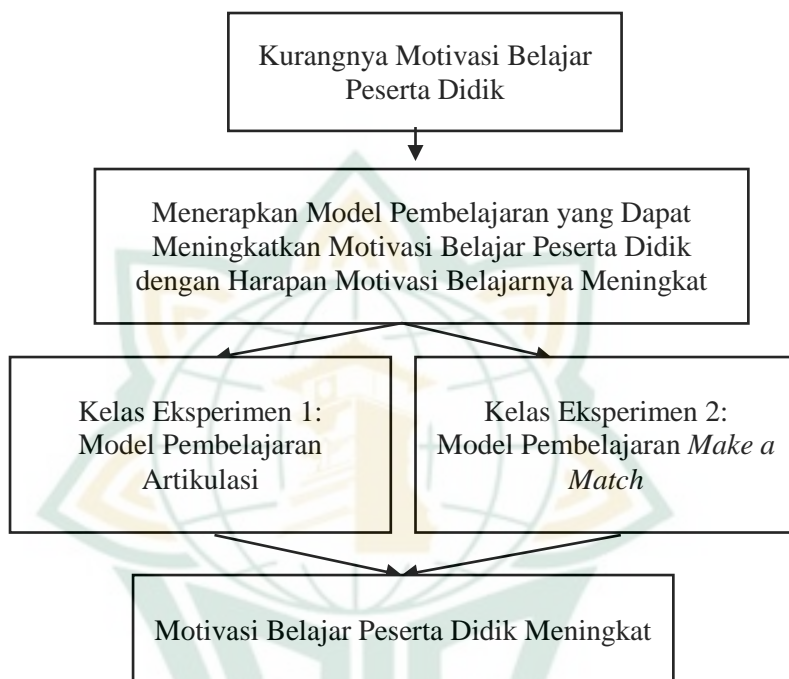 Kurangnya Motivasi Belajar
Peserta Didik
Menerapkan Model Pembelajaran yang Dapat
Meningkatkan Motivasi Belajar Peserta Didik
dengan Harapan Motivasi Belajarnya Meningkat
Kelas Eksperimen 1:
Model Pembelajaran
Artikulasi
Kelas Eksperimen 2:
Model Pembelajaran Make a
Match
Motivasi Belajar Peserta Didik Meningkat